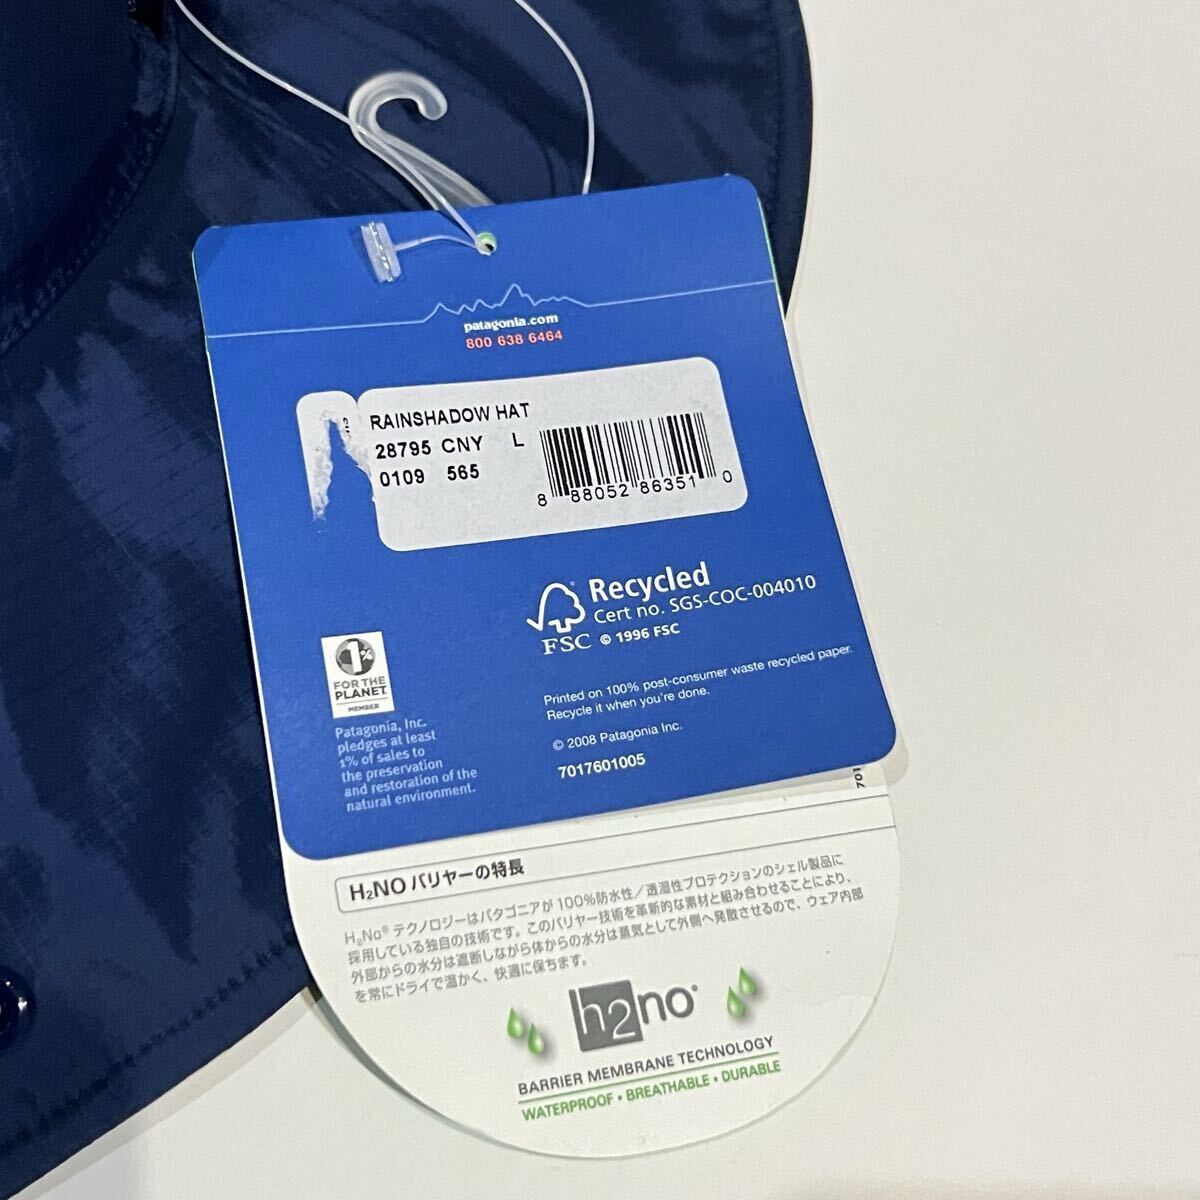 patagonia.com
800 638 6464
RAINSHADOW HAT
28795 CNY L
0109 565
8 88052 86351 0
Recycled
Cert no. SGS-COC-004010
FSC © 1996 FSC
1%
FOR THE
PLANET
MEMBER
Patagonia, Inc.
pledges at least
1% of sales to
the preservation
and restoration of the
natural environment.
Printed on 100% post-consumer waste recycled paper.
Recycle it when you're done.
© 2008 Patagonia Inc.
7017601005
701
H₂NO バリヤーの特長
H₂No® テクノロジーはパタゴニアが100%防水性/透湿性プロテクションのシェル製品に
採用している独自の技術です。このバリヤー技術を革新的な素材と組み合わせることにより、
外部からの水分は遮断しながら体からの水分は蒸気として外側へ発散させるので、ウェア内部
を常にドライで温かく、快適に保ちます。
h2no
BARRIER MEMBRANE TECHNOLOGY
WATERPROOF • BREATHABLE • DURABLE